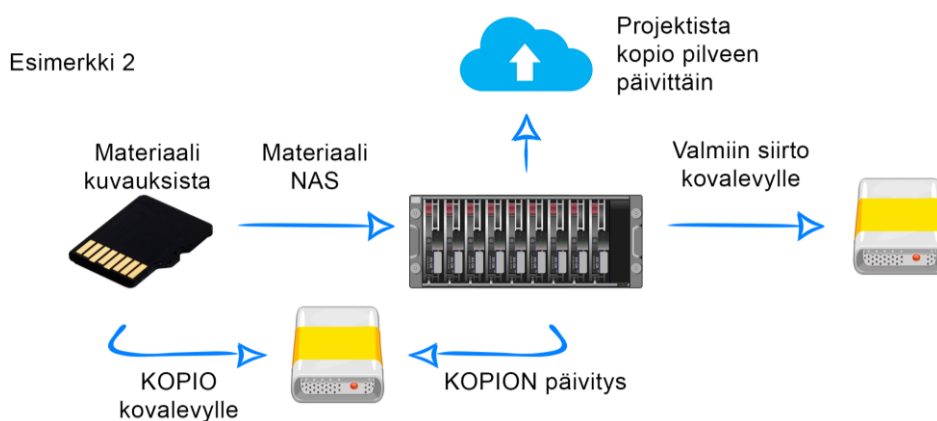 Esimerkki 2
Projektista
kopio pilveen
päivittäin
Materiaali
kuvauksista
Materiaali
NAS
Valmiin siirto
kovalevylle
KOPIO
kovalevylle
KOPION päivitys